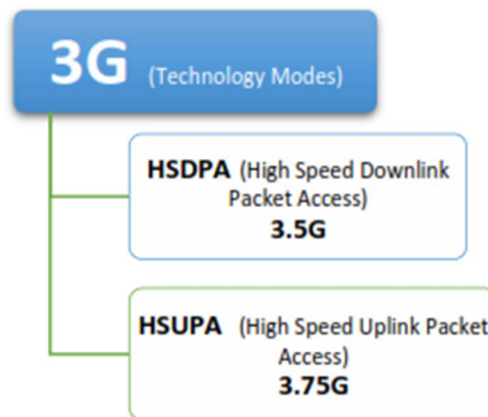 3G (Technology Modes)
HSDPA (High Speed Downlink
Packet Access)
3.5G
HSUPA (High Speed Uplink Packet
Access)
3.75G